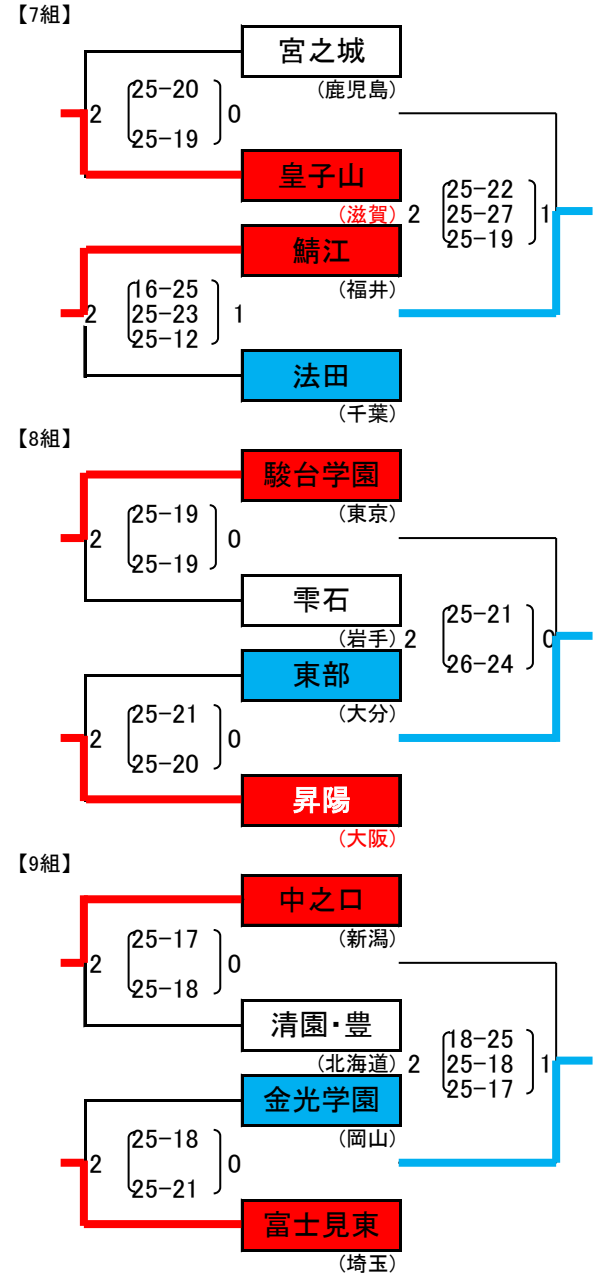 【7組】
宮之城
(鹿児島)
2 25-20 0
25-19
皇子山
(滋賀)
2 25-22 1
25-27
25-19
鯖江
(福井)
2 16-25 1
25-23
25-12
法田
(千葉)
【8組】
駿台学園
(東京)
2 25-19 0
25-19
雫石
(岩手)
2 25-21 0
26-24
東部
(大分)
2 25-21 0
25-20
昇陽
(大阪)
【9組】
中之口
(新潟)
2 25-17 0
25-18
清園・豊
(北海道)
2 18-25 1
25-18
25-17
金光学園
(岡山)
2 25-18 0
25-21
富士見東
(埼玉)